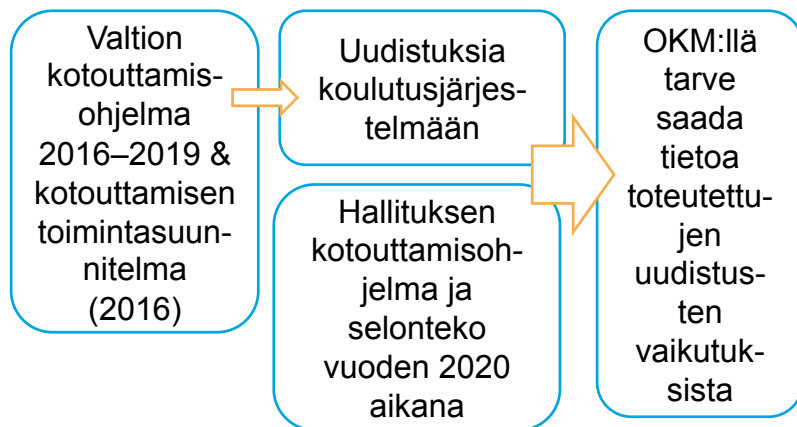 Valtion
kotouttamis-
ohjelma
2016–2019 &
kotouttamisen
toimintasuun-
nitelma
(2016)
Uudistuksia
koulutusjärjes-
telmään
Hallituksen
kotouttamisoh-
jelma ja
selonteko
vuoden 2020
aikana
OKM:llä
tarve
saada
tietoa
toteutettu-
jen
uudistus-
ten
vaikutuk-
sista